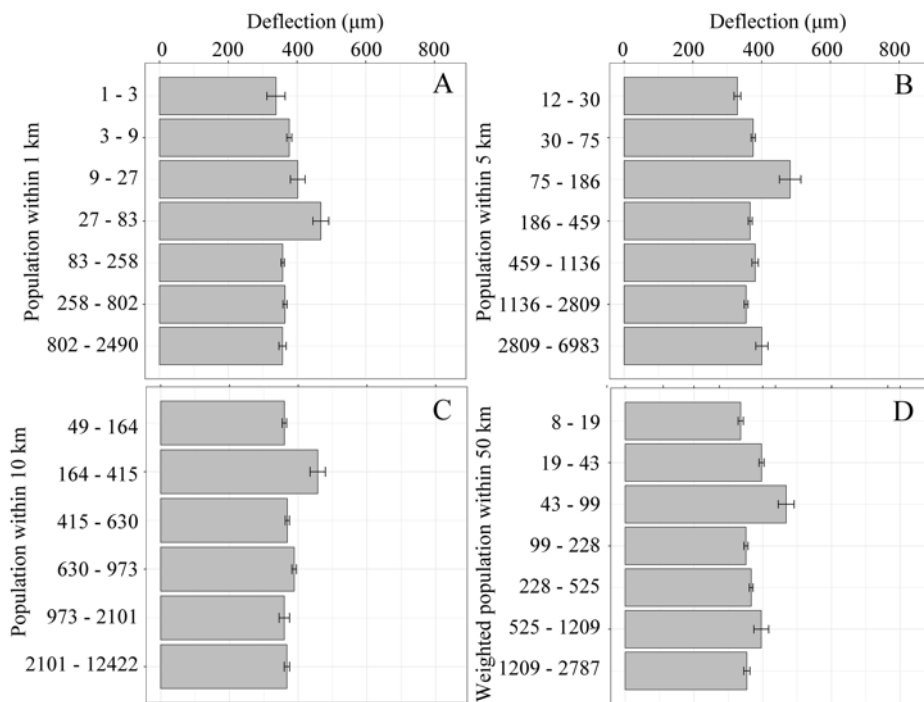 Deflection (µm)
0 200 400 600 800
A
Population within 1 km
1 - 3
3 - 9
9 - 27
27 - 83
83 - 258
258 - 802
802 - 2490
Deflection (µm)
0 200 400 600 800
B
Population within 5 km
12 - 30
30 - 75
75 - 186
186 - 459
459 - 1136
1136 - 2809
2809 - 6983
C
Population within 10 km
49 - 164
164 - 415
415 - 630
630 - 973
973 - 2101
2101 - 12422
D
Weighted population within 50 km
8 - 19
19 - 43
43 - 99
99 - 228
228 - 525
525 - 1209
1209 - 2787